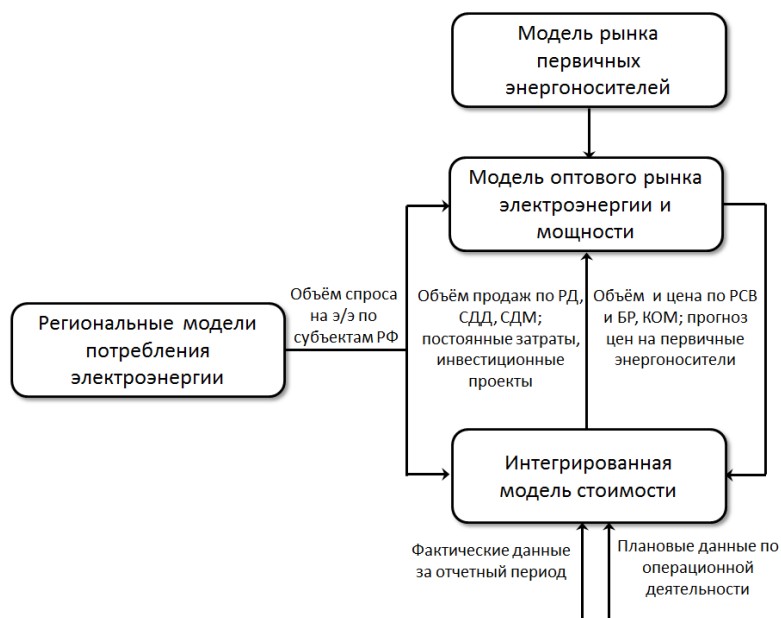 Модель рынка
первичных
энергоносителей
Модель оптового рынка
электроэнергии и
мощности
Объём спроса
на э/э по
субъектам РФ
Региональные модели
потребления
электроэнергии
Объём продаж по РД,
СДД, СДМ;
постоянные затраты,
инвестиционные
проекты
Объём и цена по РСВ
и БР, КОМ; прогноз
цен на первичные
энергоносители
Интегрированная
модель стоимости
Фактические данные
за отчетный период
Плановые данные по
операционной
деятельности